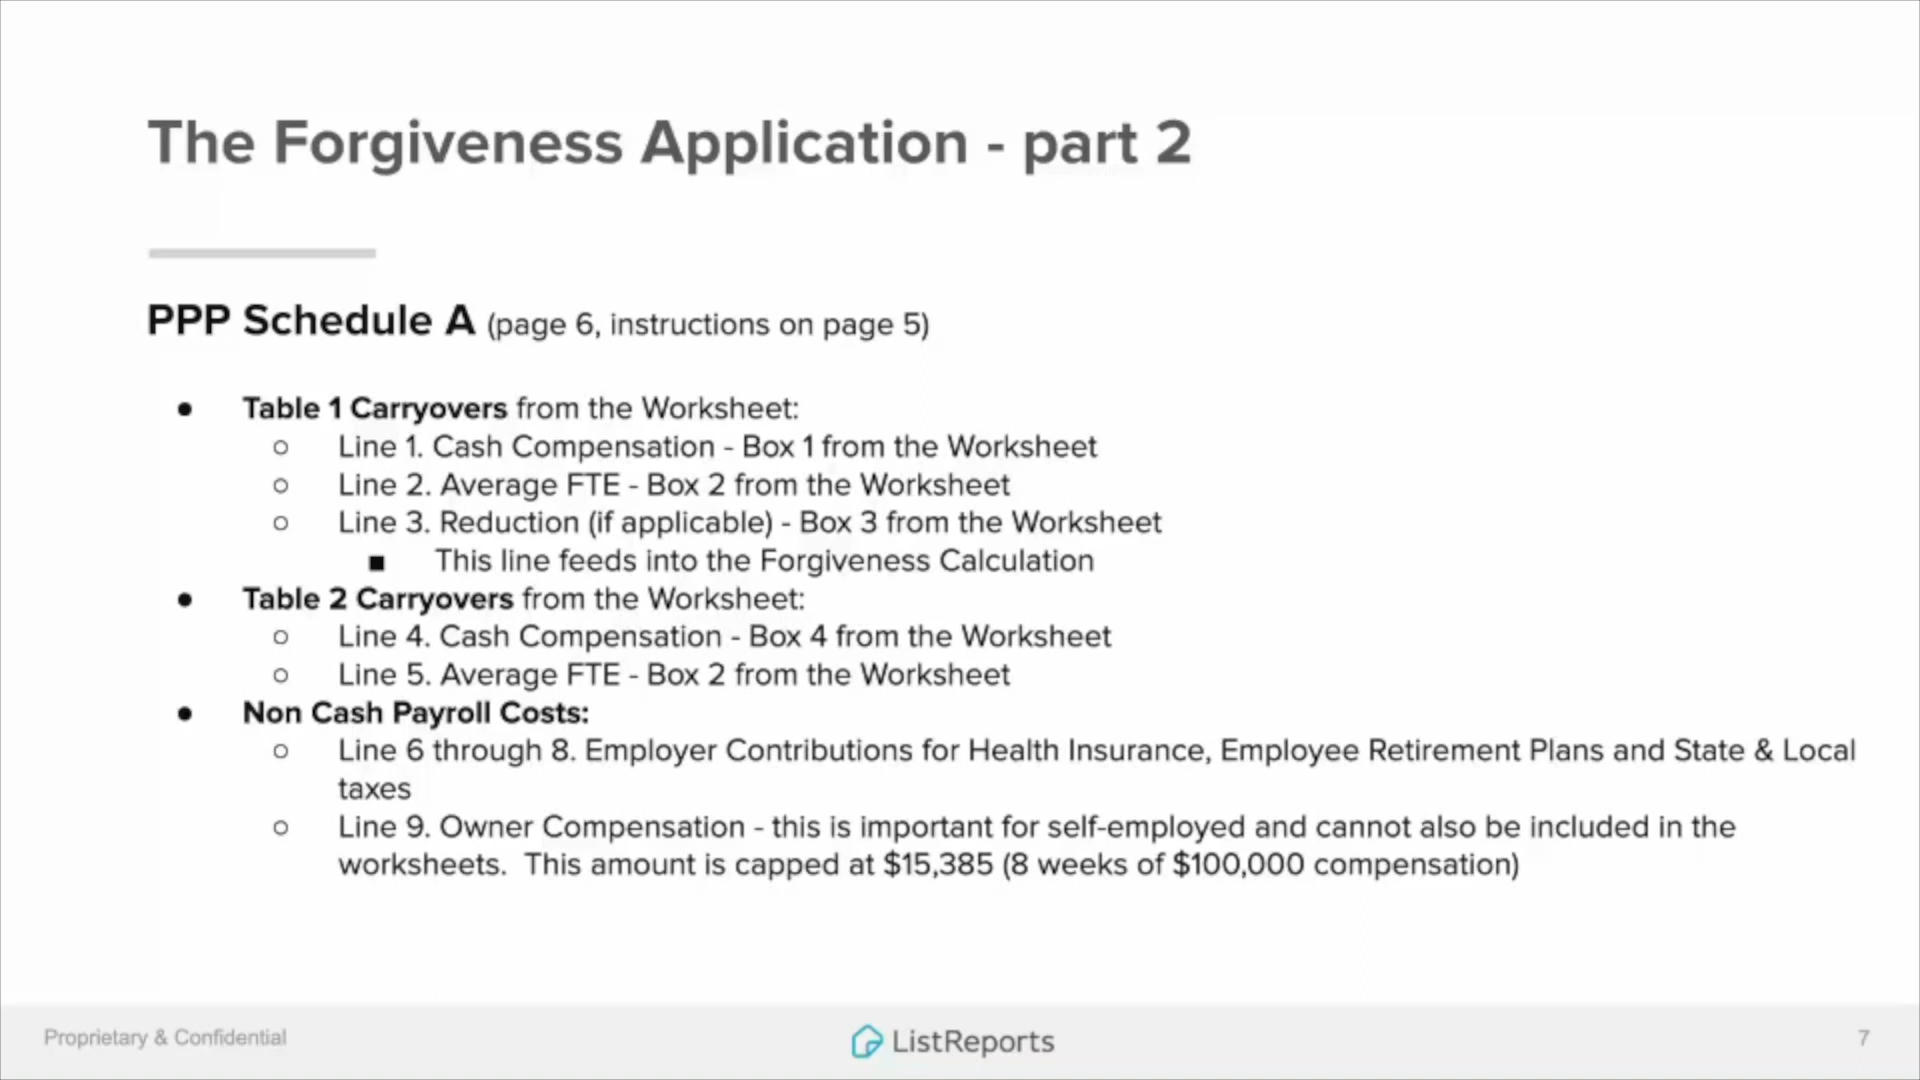 The Forgiveness Application - part 2
PPP Schedule A (page 6, instructions on page 5)
● Table 1 Carryovers from the Worksheet:
○ Line 1. Cash Compensation - Box 1 from the Worksheet
○ Line 2. Average FTE - Box 2 from the Worksheet
○ Line 3. Reduction (if applicable) - Box 3 from the Worksheet
■ This line feeds into the Forgiveness Calculation
● Table 2 Carryovers from the Worksheet:
○ Line 4. Cash Compensation - Box 4 from the Worksheet
○ Line 5. Average FTE - Box 2 from the Worksheet
● Non Cash Payroll Costs:
○ Line 6 through 8. Employer Contributions for Health Insurance, Employee Retirement Plans and State & Local
taxes
○ Line 9. Owner Compensation - this is important for self-employed and cannot also be included in the
worksheets. This amount is capped at $15,385 (8 weeks of $100,000 compensation)
Proprietary & Confidential
ListReports
7